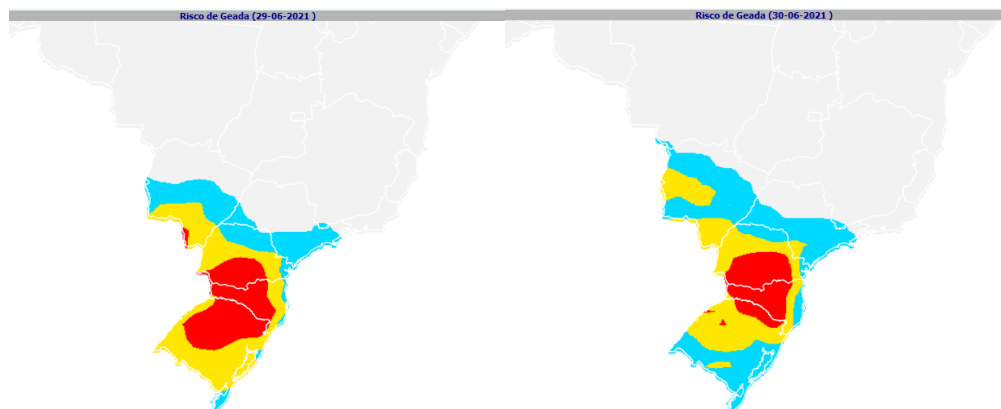 Risco de Geada (29-06-2021 )
Risco de Geada (30-06-2021 )